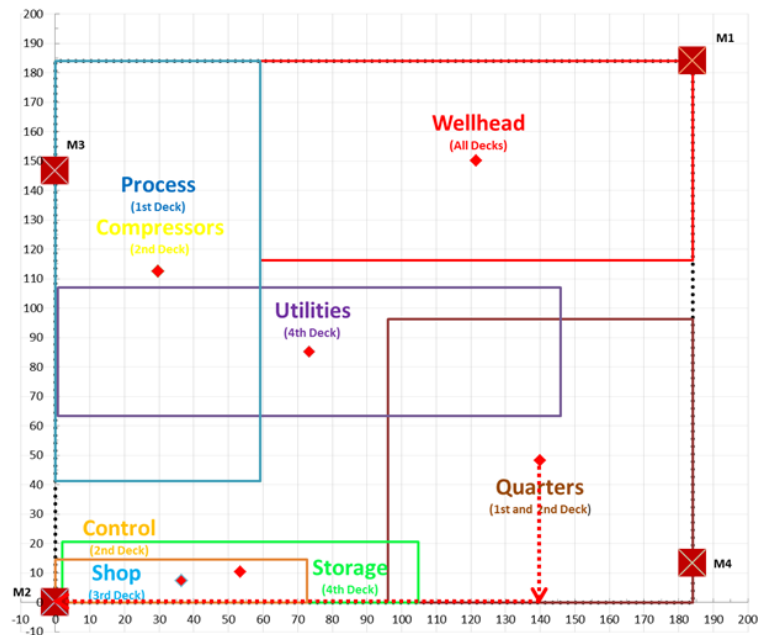 200
190
180
170
160
150
140
130
120
110
100
90
80
70
60
50
40
30
20
10
0
-10
-10 0 10 20 30 40 50 60 70 80 90 100 110 120 130 140 150 160 170 180 190 200
M1
Wellhead
(All Decks)
M3
Process
(1st Deck)
Compressors
(2nd Deck)
Utilities
(4th Deck)
Quarters
(1st and 2nd Deck)
Control
(2nd Deck)
Shop
(3rd Deck)
Storage
(4th Deck)
M4
M2